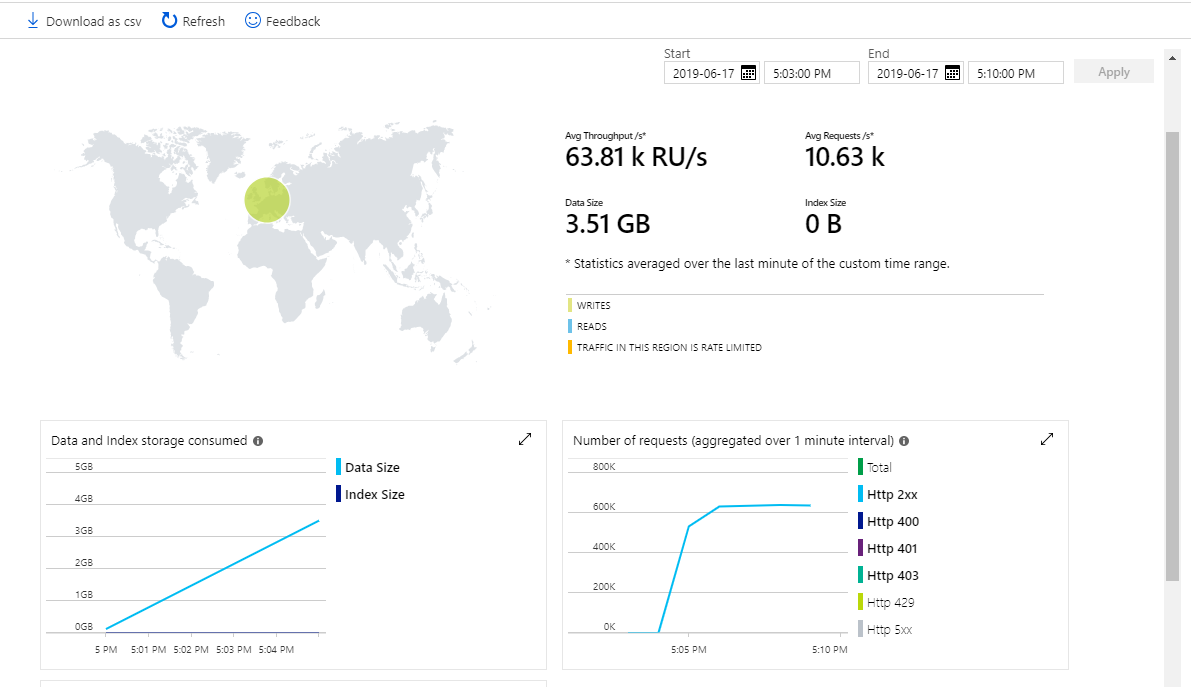 Download as csv Refresh Feedback
Start End
2019-06-17 5:03:00 PM 2019-06-17 5:10:00 PM Apply
Avg Throughput /s* Avg Requests /s*
63.81 k RU/s 10.63 k
Data Size Index Size
3.51 GB 0 B
* Statistics averaged over the last minute of the custom time range.
WRITES
READS
TRAFFIC IN THIS REGION IS RATE LIMITED
Data and Index storage consumed
5GB
4GB
3GB
2GB
1GB
0GB
5 PM 5:01 PM 5:02 PM 5:03 PM 5:04 PM
Data Size
Index Size
Number of requests (aggregated over 1 minute interval)
800K
600K
400K
200K
0K
5:05 PM 5:10 PM
Total
Http 2xx
Http 400
Http 401
Http 403
Http 429
Http 5xx